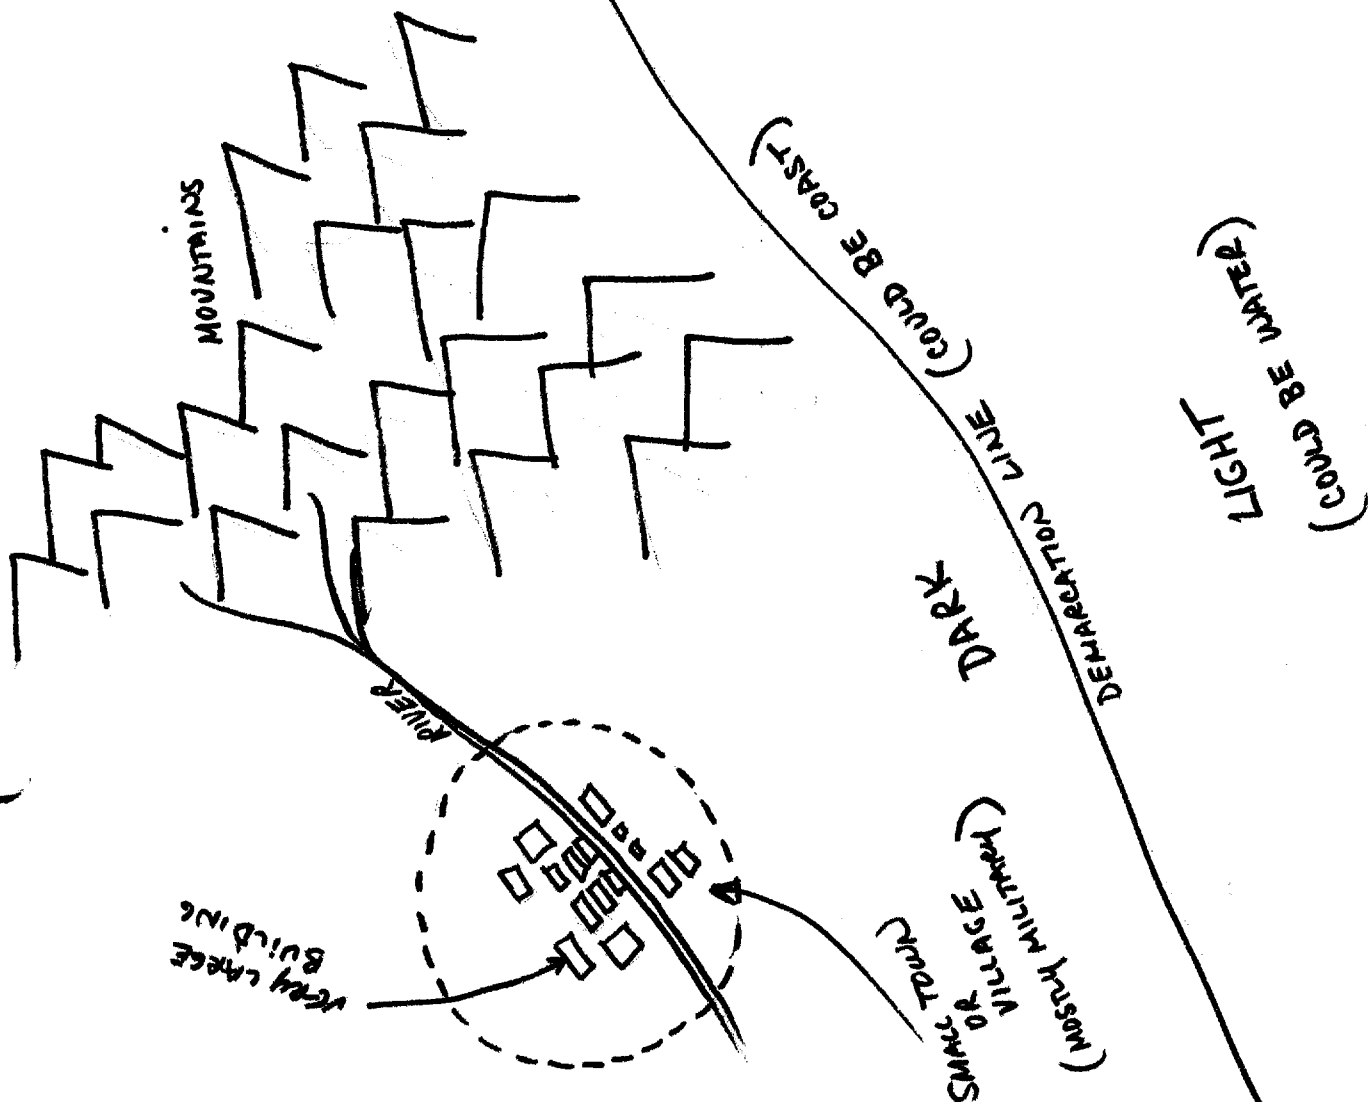 MOUNTAINS
DEMARCATION LINE (COULD BE COAST)
LIGHT
(COULD BE WATER)
DARK
RIVER
VERY LARGE
BUILDING
SMALL TOWN)
OR
VILLAGE
(MOSTLY MILITARY)